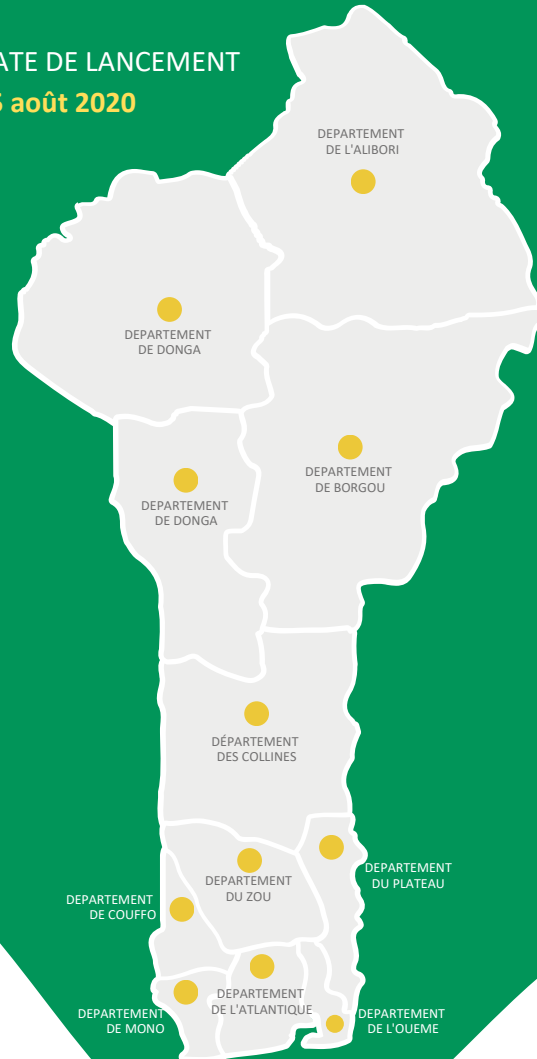 ATE DE LANCEMENT
août 2020
DEPARTEMENT
DE L'ALIBORI
DEPARTEMENT
DE DONGA
DEPARTEMENT
DE BORGOU
DEPARTEMENT
DE DONGA
DÉPARTEMENT
DES COLLINES
DEPARTEMENT
DU PLATEAU
DEPARTEMENT
DU ZOU
DEPARTEMENT
DE COUFFO
DEPARTEMENT
DE L'ATLANTIQUE
DEPARTEMENT
DE MONO
DEPARTEMENT
DE L'OUEME